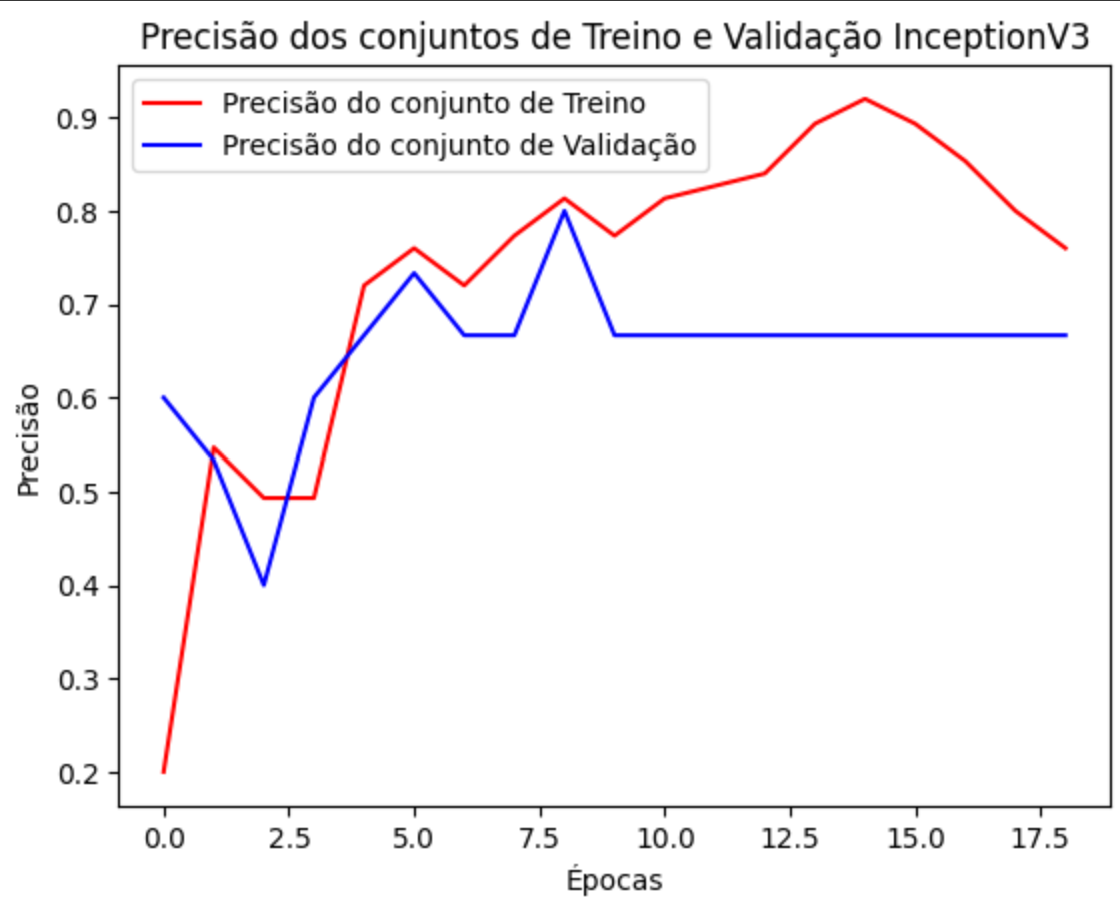 Precisão dos conjuntos de Treino e Validação InceptionV3
Precisão do conjunto de Treino
Precisão do conjunto de Validação
0.9
0.8
0.7
0.6
0.5
0.4
0.3
0.2
Precisão
0.0 2.5 5.0 7.5 10.0 12.5 15.0 17.5
Épocas